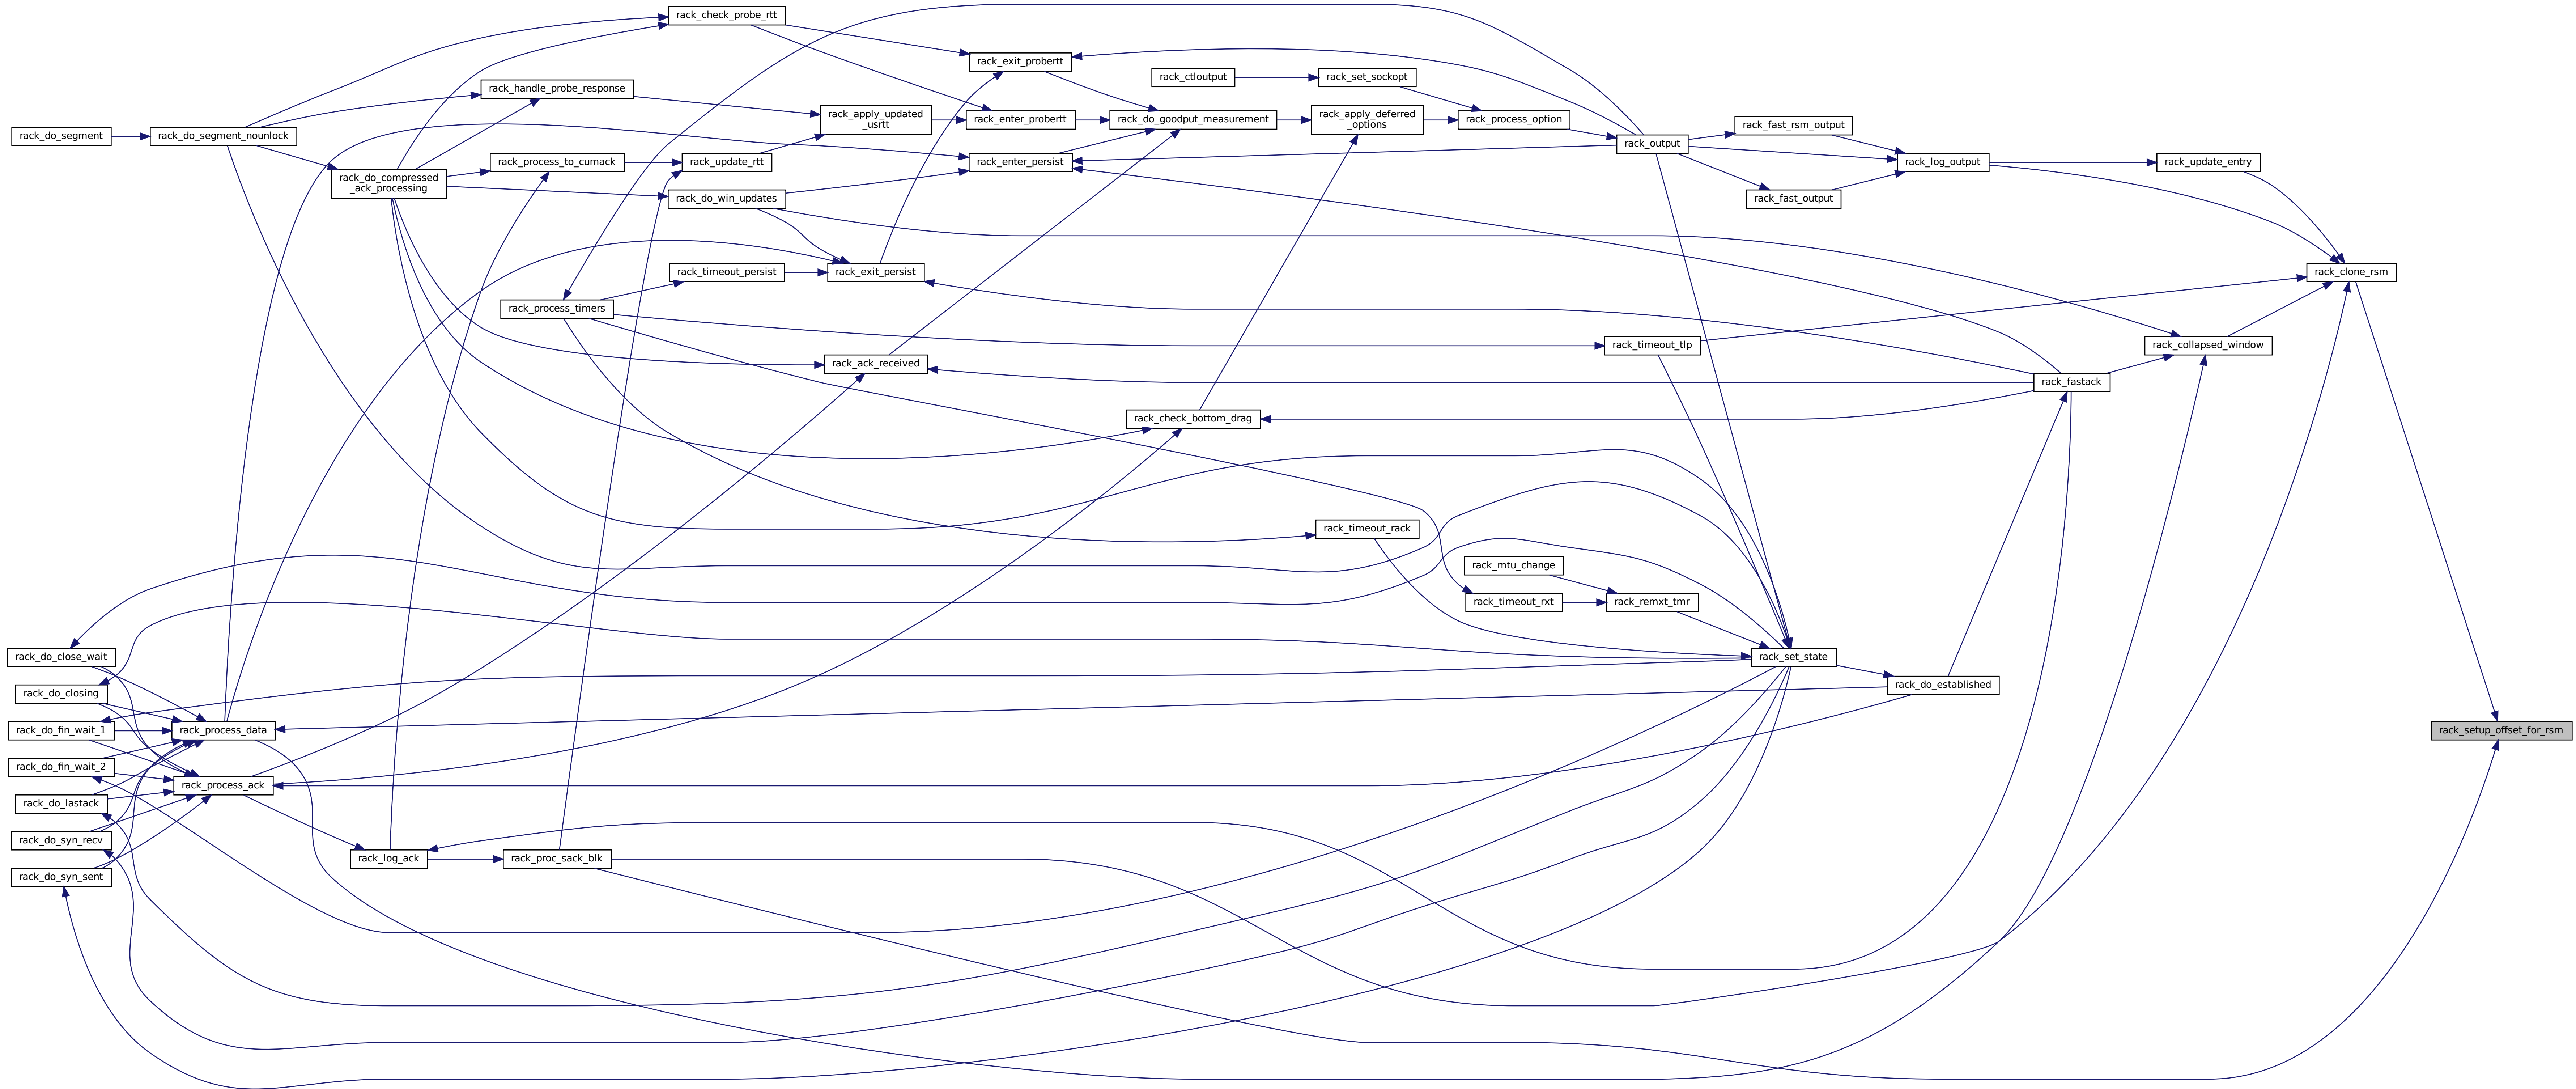 rack_check_probe_rtt
rack_exit_probertt
rack_ctloutput
rack_set_sockopt
rack_handle_probe_response
rack_apply_updated
_usrtt
rack_enter_probertt
rack_do_goodput_measurement
rack_apply_deferred
_options
rack_process_option
rack_fast_rsm_output
rack_do_segment
rack_do_segment_nounlock
rack_output
rack_process_to_cumack
rack_update_rtt
rack_enter_persist
rack_log_output
rack_update_entry
rack_do_compressed
_ack_processing
rack_do_win_updates
rack_fast_output
rack_timeout_persist
rack_exit_persist
rack_clone_rsm
rack_process_timers
rack_timeout_tlp
rack_collapsed_window
rack_ack_received
rack_fastack
rack_check_bottom_drag
rack_timeout_rack
rack_mtu_change
rack_timeout_rxt
rack_remxt_tmr
rack_do_close_wait
rack_set_state
rack_do_closing
rack_do_established
rack_do_fin_wait_1
rack_process_data
rack_setup_offset_for_rsm
rack_do_fin_wait_2
rack_process_ack
rack_do_lastack
rack_do_syn_recv
rack_log_ack
rack_proc_sack_blk
rack_do_syn_sent